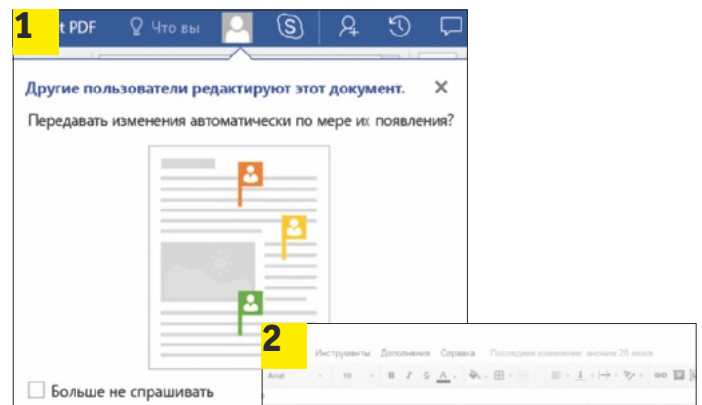 1
t PDF Что вы
Другие пользователи редактируют этот документ.
Передавать изменения автоматически по мере их появления?
Больше не спрашивать
2
Инструменты Дополнения Справка Последнее изменение: аноним 28 июня
Arial 10 B I S A